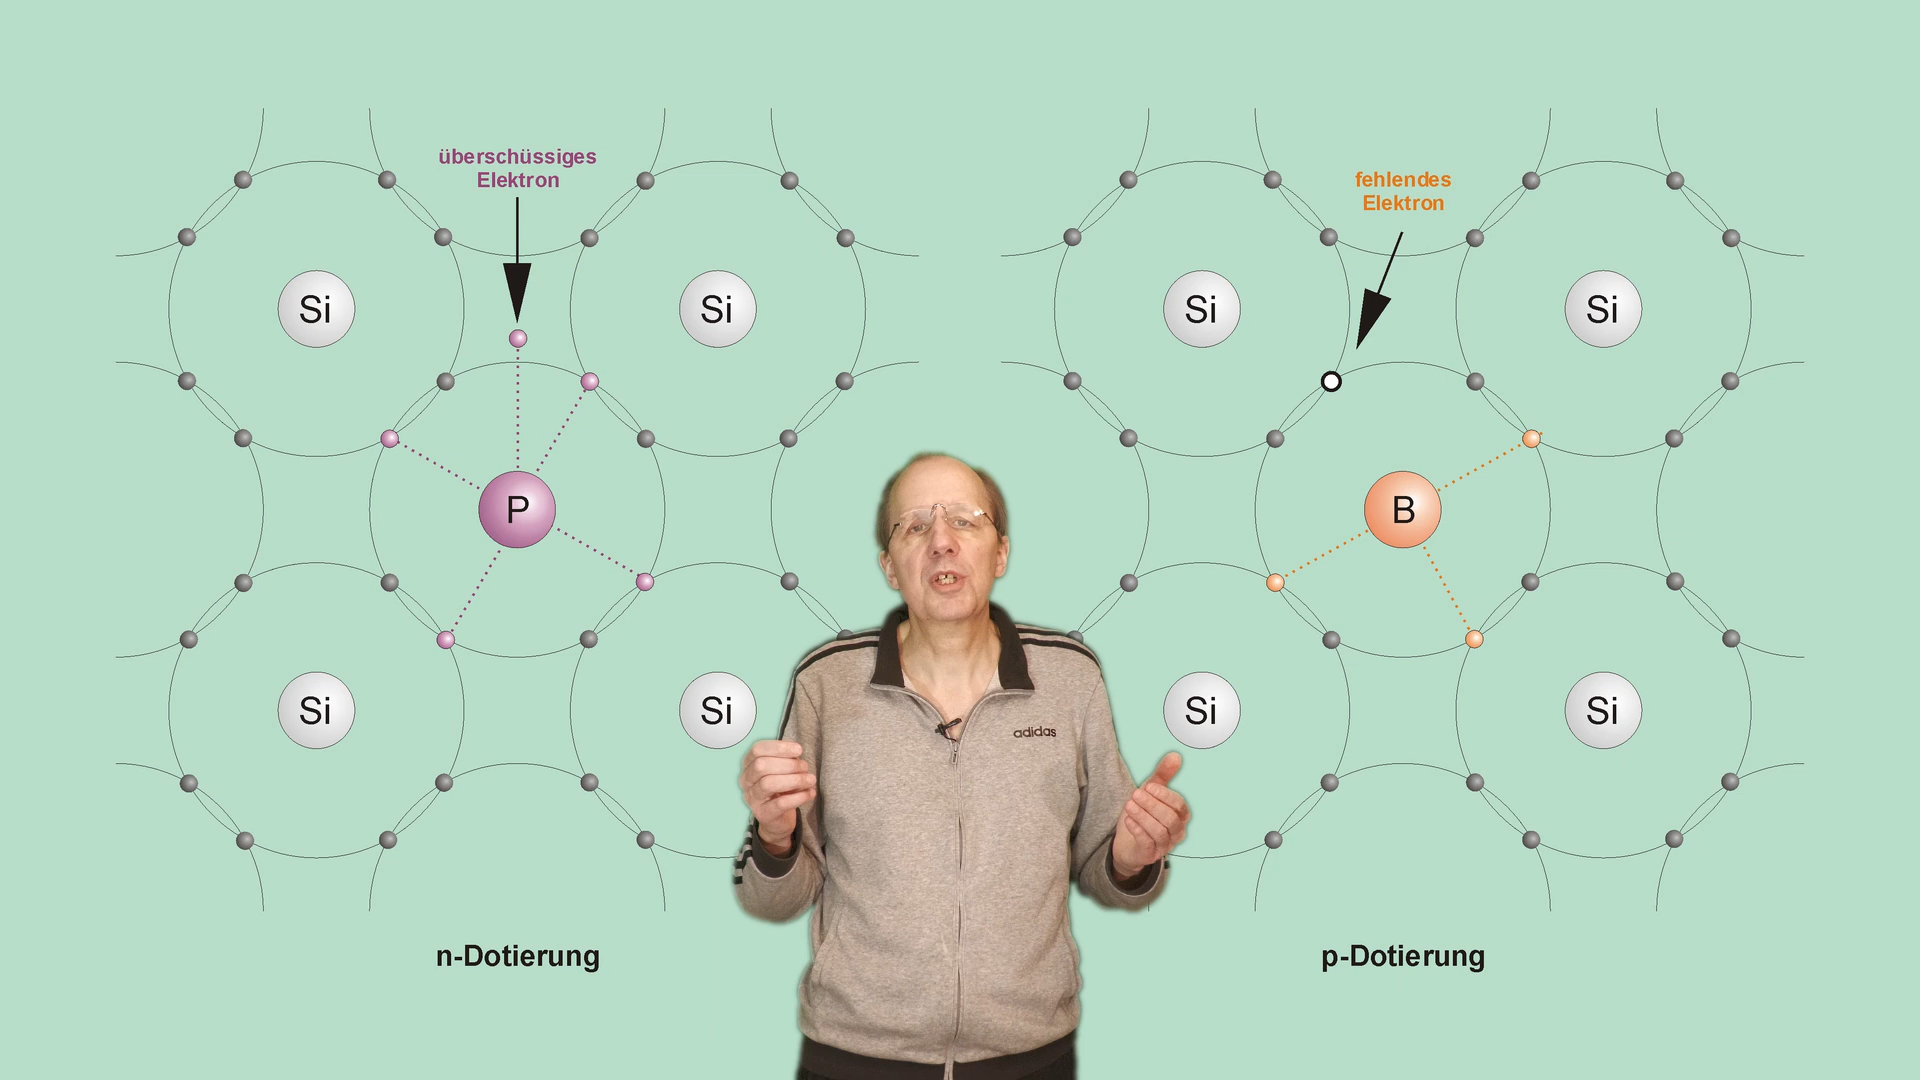 überschüssiges
Elektron
fehlendes
Elektron
Si
Si
Si
Si
P
B
Si
Si
Si
Si
adidas
n-Dotierung
p-Dotierung